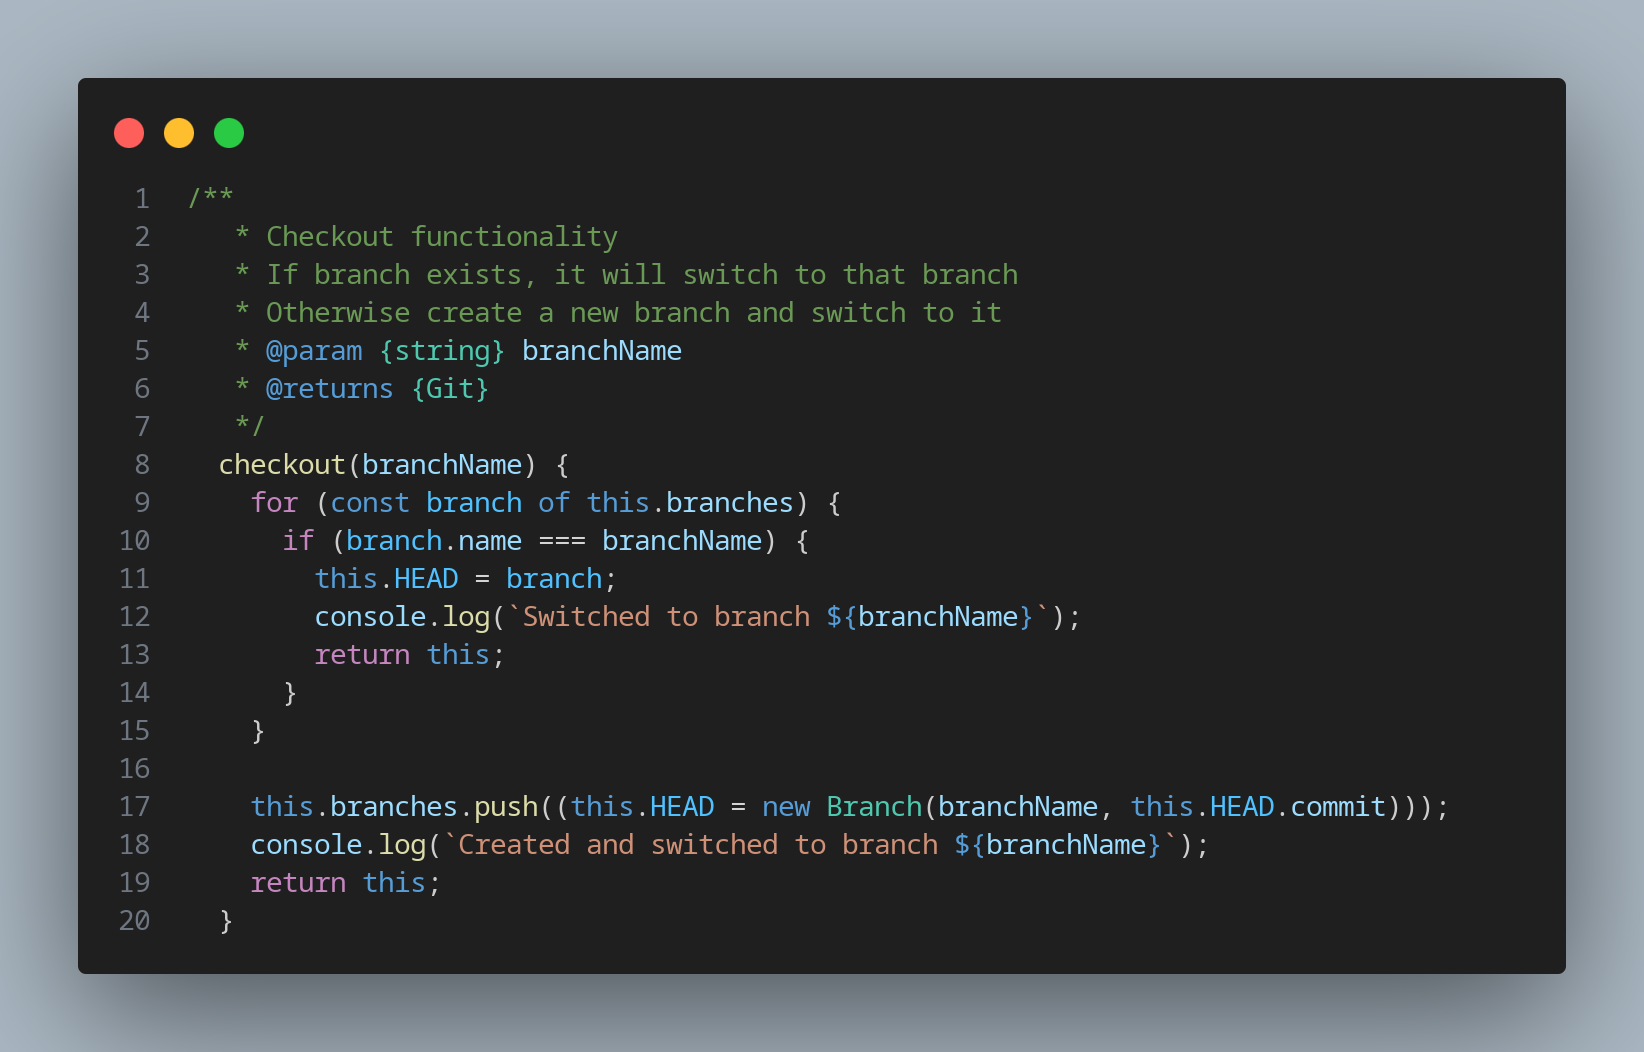 1 /**
2    * Checkout functionality
3    * If branch exists, it will switch to that branch
4    * Otherwise create a new branch and switch to it
5    * @param {string} branchName
6    * @returns {Git}
7    */
8   checkout(branchName) {
9     for (const branch of this.branches) {
10       if (branch.name === branchName) {
11         this.HEAD = branch;
12         console.log(`Switched to branch ${branchName}`);
13         return this;
14       }
15     }
16
17     this.branches.push((this.HEAD = new Branch(branchName, this.HEAD.commit)));
18     console.log(`Created and switched to branch ${branchName}`);
19     return this;
20   }